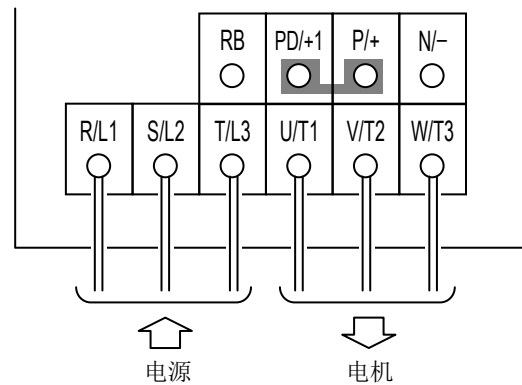 RB PD/+1 P/+ N/−
R/L1 S/L2 T/L3 U/T1 V/T2 W/T3
电源 电机